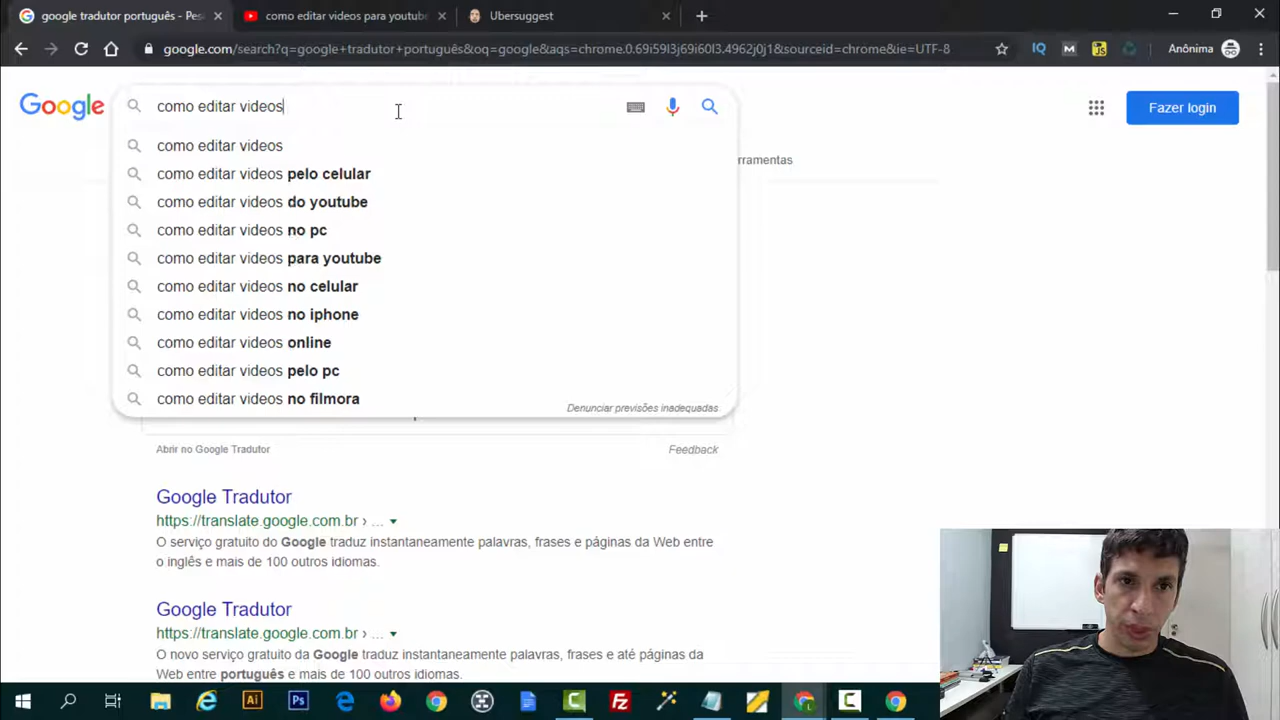 google tradutor português - Pes
como editar videos para youtube
Ubersuggest
google.com/search?q=google+tradutor+português&oq=google&aqs=chrome.0.69i59l3j69i60l3.4962j0j1&sourceid=chrome&ie=UTF-8
Anônima
Google
como editar videos
Fazer login
como editar videos
erramentas
como editar videos pelo celular
como editar videos do youtube
como editar videos no pc
como editar videos para youtube
como editar videos no celular
como editar videos no iphone
como editar videos online
como editar videos pelo pc
como editar videos no filmora
Denunciar previsões inadequadas
Abrir no Google Tradutor
Feedback
Google Tradutor
https://translate.google.com.br › ...
O serviço gratuito do Google traduz instantaneamente palavras, frases e páginas da Web entre
o inglês e mais de 100 outros idiomas.
Google Tradutor
https://translate.google.com.br › ...
O novo serviço gratuito da Google traduz instantaneamente palavras, frases e até páginas da
Web entre português e mais de 100 outros idiomas.